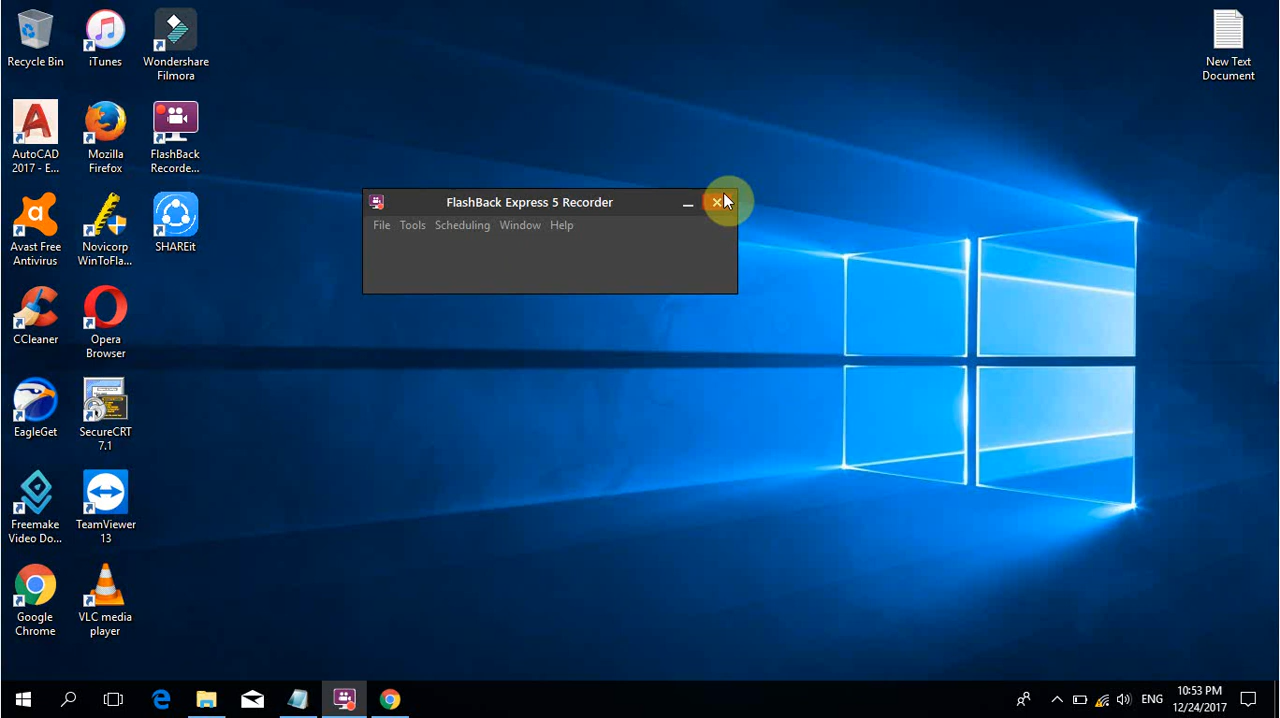 Recycle Bin
iTunes
Wondershare
Filmora
New Text
Document
AutoCAD
2017 - E...
Mozilla
Firefox
FlashBack
Recorde...
FlashBack Express 5 Recorder
File Tools Scheduling Window Help
Avast Free
Antivirus
Novicorp
WinToFla...
SHAREit
CCleaner
Opera
Browser
EagleGet
SecureCRT
7.1
Freemake
Video Do...
TeamViewer
13
Google
Chrome
VLC media
player
ENG
10:53 PM
12/24/2017